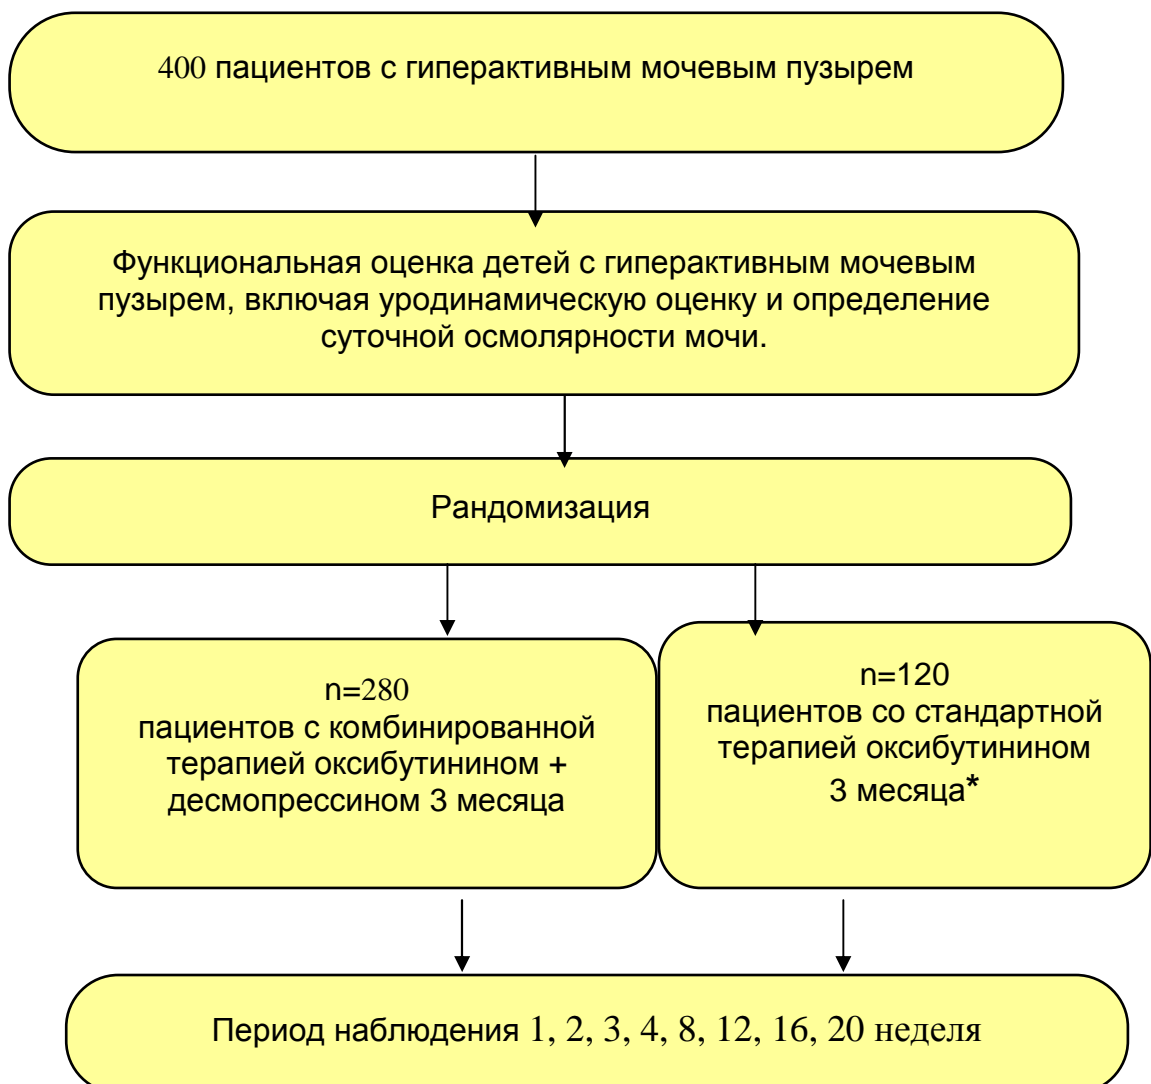 400 пациентов с гиперактивным мочевым пузырем
Функциональная оценка детей с гиперактивным мочевым
пузырем, включая уродинамическую оценку и определение
суточной осмолярности мочи.
Рандомизация
n=280
пациентов с комбинированной
терапией оксибутинином +
десмопрессином 3 месяца
n=120
пациентов со стандартной
терапией оксибутинином
3 месяца*
Период наблюдения 1, 2, 3, 4, 8, 12, 16, 20 неделя